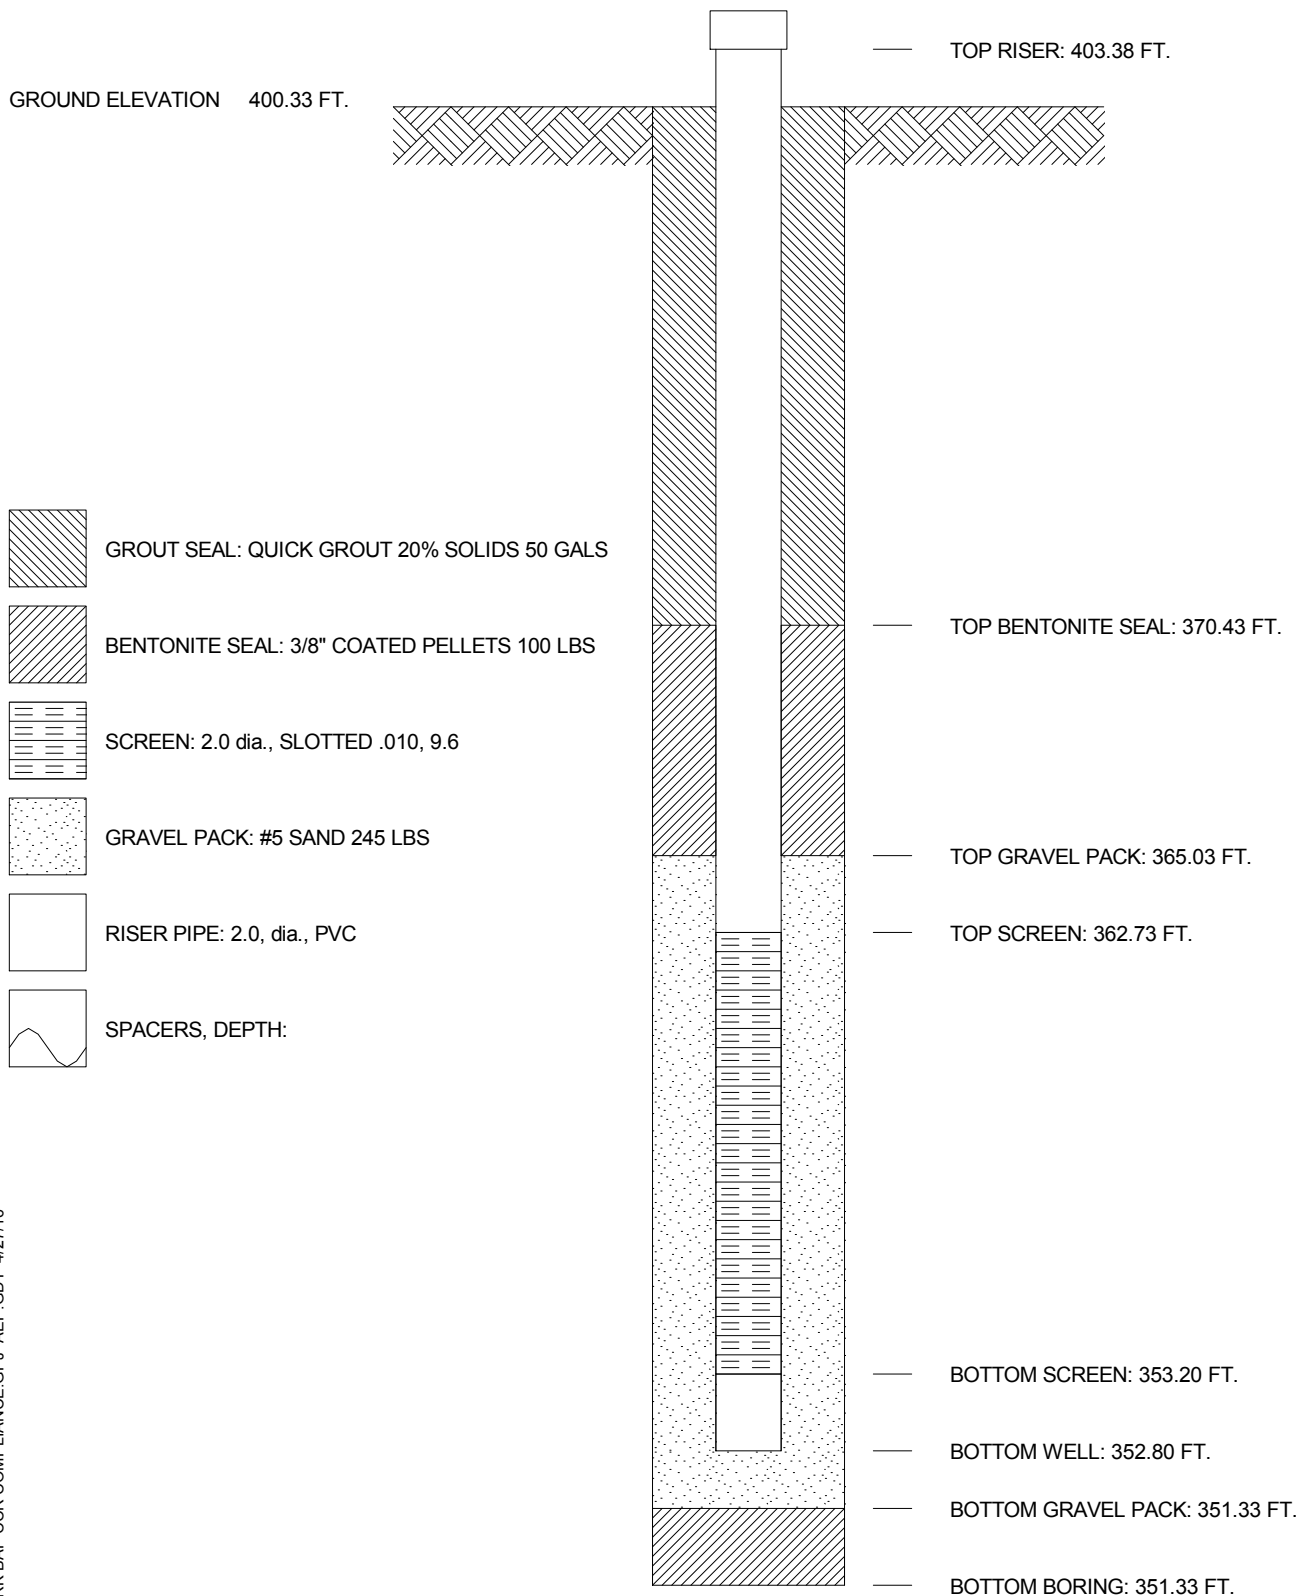 TOP RISER: 403.38 FT.
GROUND ELEVATION 400.33 FT.
GROUT SEAL: QUICK GROUT 20% SOLIDS 50 GALS
BENTONITE SEAL: 3/8" COATED PELLETS 100 LBS
SCREEN: 2.0 dia., SLOTTED .010, 9.6
GRAVEL PACK: #5 SAND 245 LBS
RISER PIPE: 2.0, dia., PVC
SPACERS, DEPTH:
TOP BENTONITE SEAL: 370.43 FT.
TOP GRAVEL PACK: 365.03 FT.
TOP SCREEN: 362.73 FT.
BOTTOM SCREEN: 353.20 FT.
BOTTOM WELL: 352.80 FT.
BOTTOM GRAVEL PACK: 351.33 FT.
BOTTOM BORING: 351.33 FT.